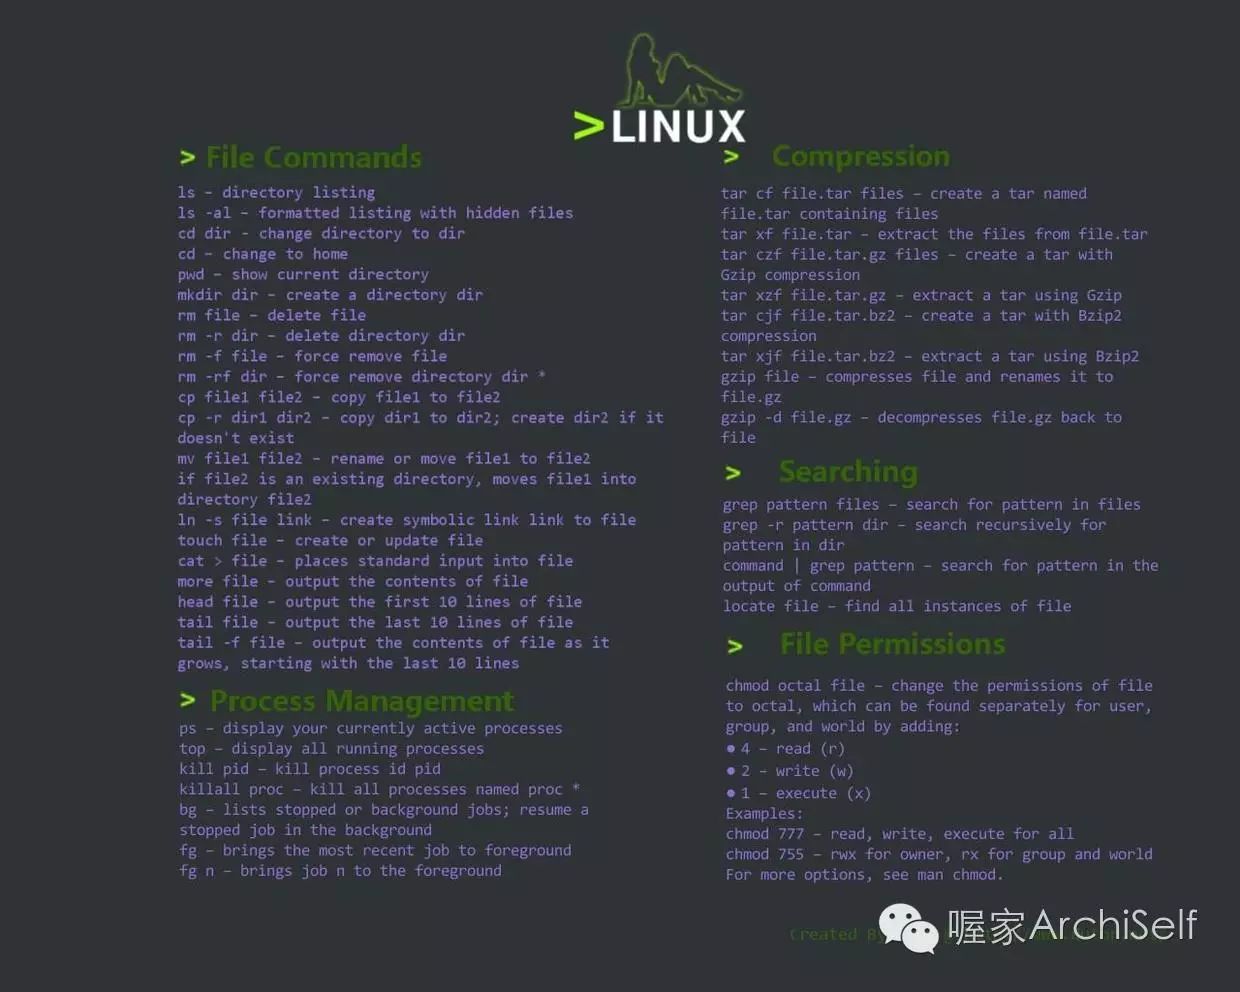 >LINUX
> File Commands
ls – directory listing
ls -al – formatted listing with hidden files
cd dir - change directory to dir
cd – change to home
pwd – show current directory
mkdir dir – create a directory dir
rm file – delete file
rm -r dir – delete directory dir
rm -f file – force remove file
rm -rf dir – force remove directory dir *
cp file1 file2 – copy file1 to file2
cp -r dir1 dir2 – copy dir1 to dir2; create dir2 if it
doesn't exist
mv file1 file2 – rename or move file1 to file2
if file2 is an existing directory, moves file1 into
directory file2
ln -s file link – create symbolic link link to file
touch file – create or update file
cat > file – places standard input into file
more file – output the contents of file
head file – output the first 10 lines of file
tail file – output the last 10 lines of file
tail -f file – output the contents of file as it
grows, starting with the last 10 lines
> Process Management
ps – display your currently active processes
top – display all running processes
kill pid – kill process id pid
killall proc – kill all processes named proc *
bg – lists stopped or background jobs; resume a
stopped job in the background
fg – brings the most recent job to foreground
fg n – brings job n to the foreground
> Compression
tar cf file.tar files – create a tar named
file.tar containing files
tar xf file.tar – extract the files from file.tar
tar czf file.tar.gz files – create a tar with
Gzip compression
tar xzf file.tar.gz – extract a tar using Gzip
tar cjf file.tar.bz2 – create a tar with Bzip2
compression
tar xjf file.tar.bz2 – extract a tar using Bzip2
gzip file – compresses file and renames it to
file.gz
gzip -d file.gz – decompresses file.gz back to
file
> Searching
grep pattern files – search for pattern in files
grep -r pattern dir – search recursively for
pattern in dir
command | grep pattern – search for pattern in the
output of command
locate file – find all instances of file
> File Permissions
chmod octal file – change the permissions of file
to octal, which can be found separately for user,
group, and world by adding:
● 4 – read (r)
● 2 – write (w)
● 1 – execute (x)
Examples:
chmod 777 – read, write, execute for all
chmod 755 – rwx for owner, rx for group and world
For more options, see man chmod.
Created By
喔家ArchiSelf